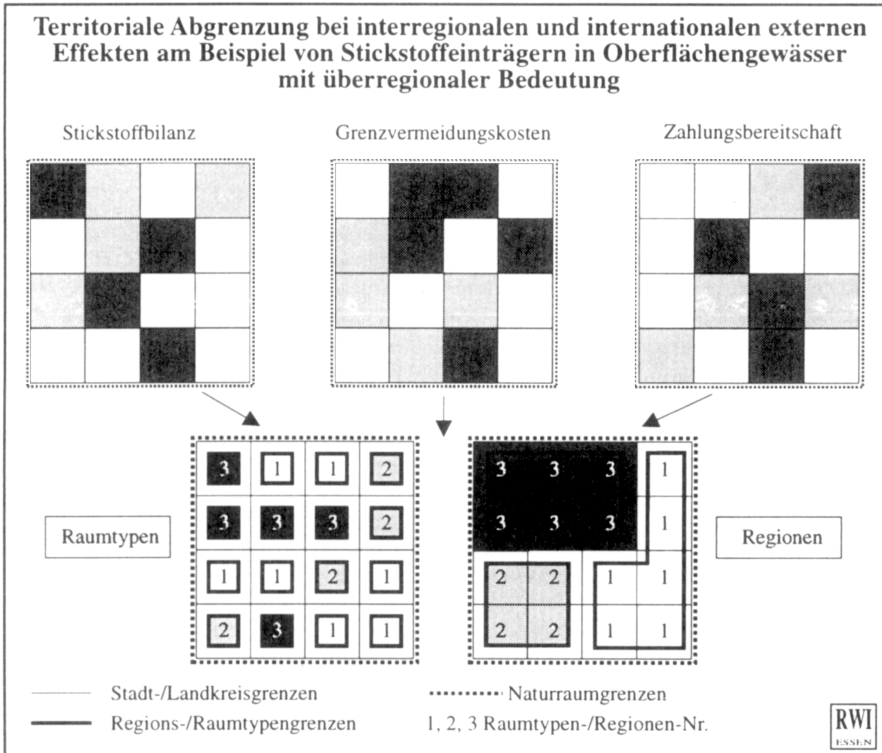 Territoriale Abgrenzung bei interregionalen und internationalen externen
Effekten am Beispiel von Stickstoffeinträgern in Oberflächengewässer
mit überregionaler Bedeutung
Stickstoffbilanz Grenzvermeidungskosten Zahlungsbereitschaft
Raumtypen
3 1 1 2
3 3 3 2
1 1 2 1
2 3 1 1
3 3 3 1
3 3 3 1
2 2 1 1
2 2 1 1
Regionen
Stadt-/Landkreisgrenzen Naturraumgrenzen
Regions-/Raumtypengrenzen 1, 2, 3 Raumtypen-/Regionen-Nr.
RWI
ESSEN